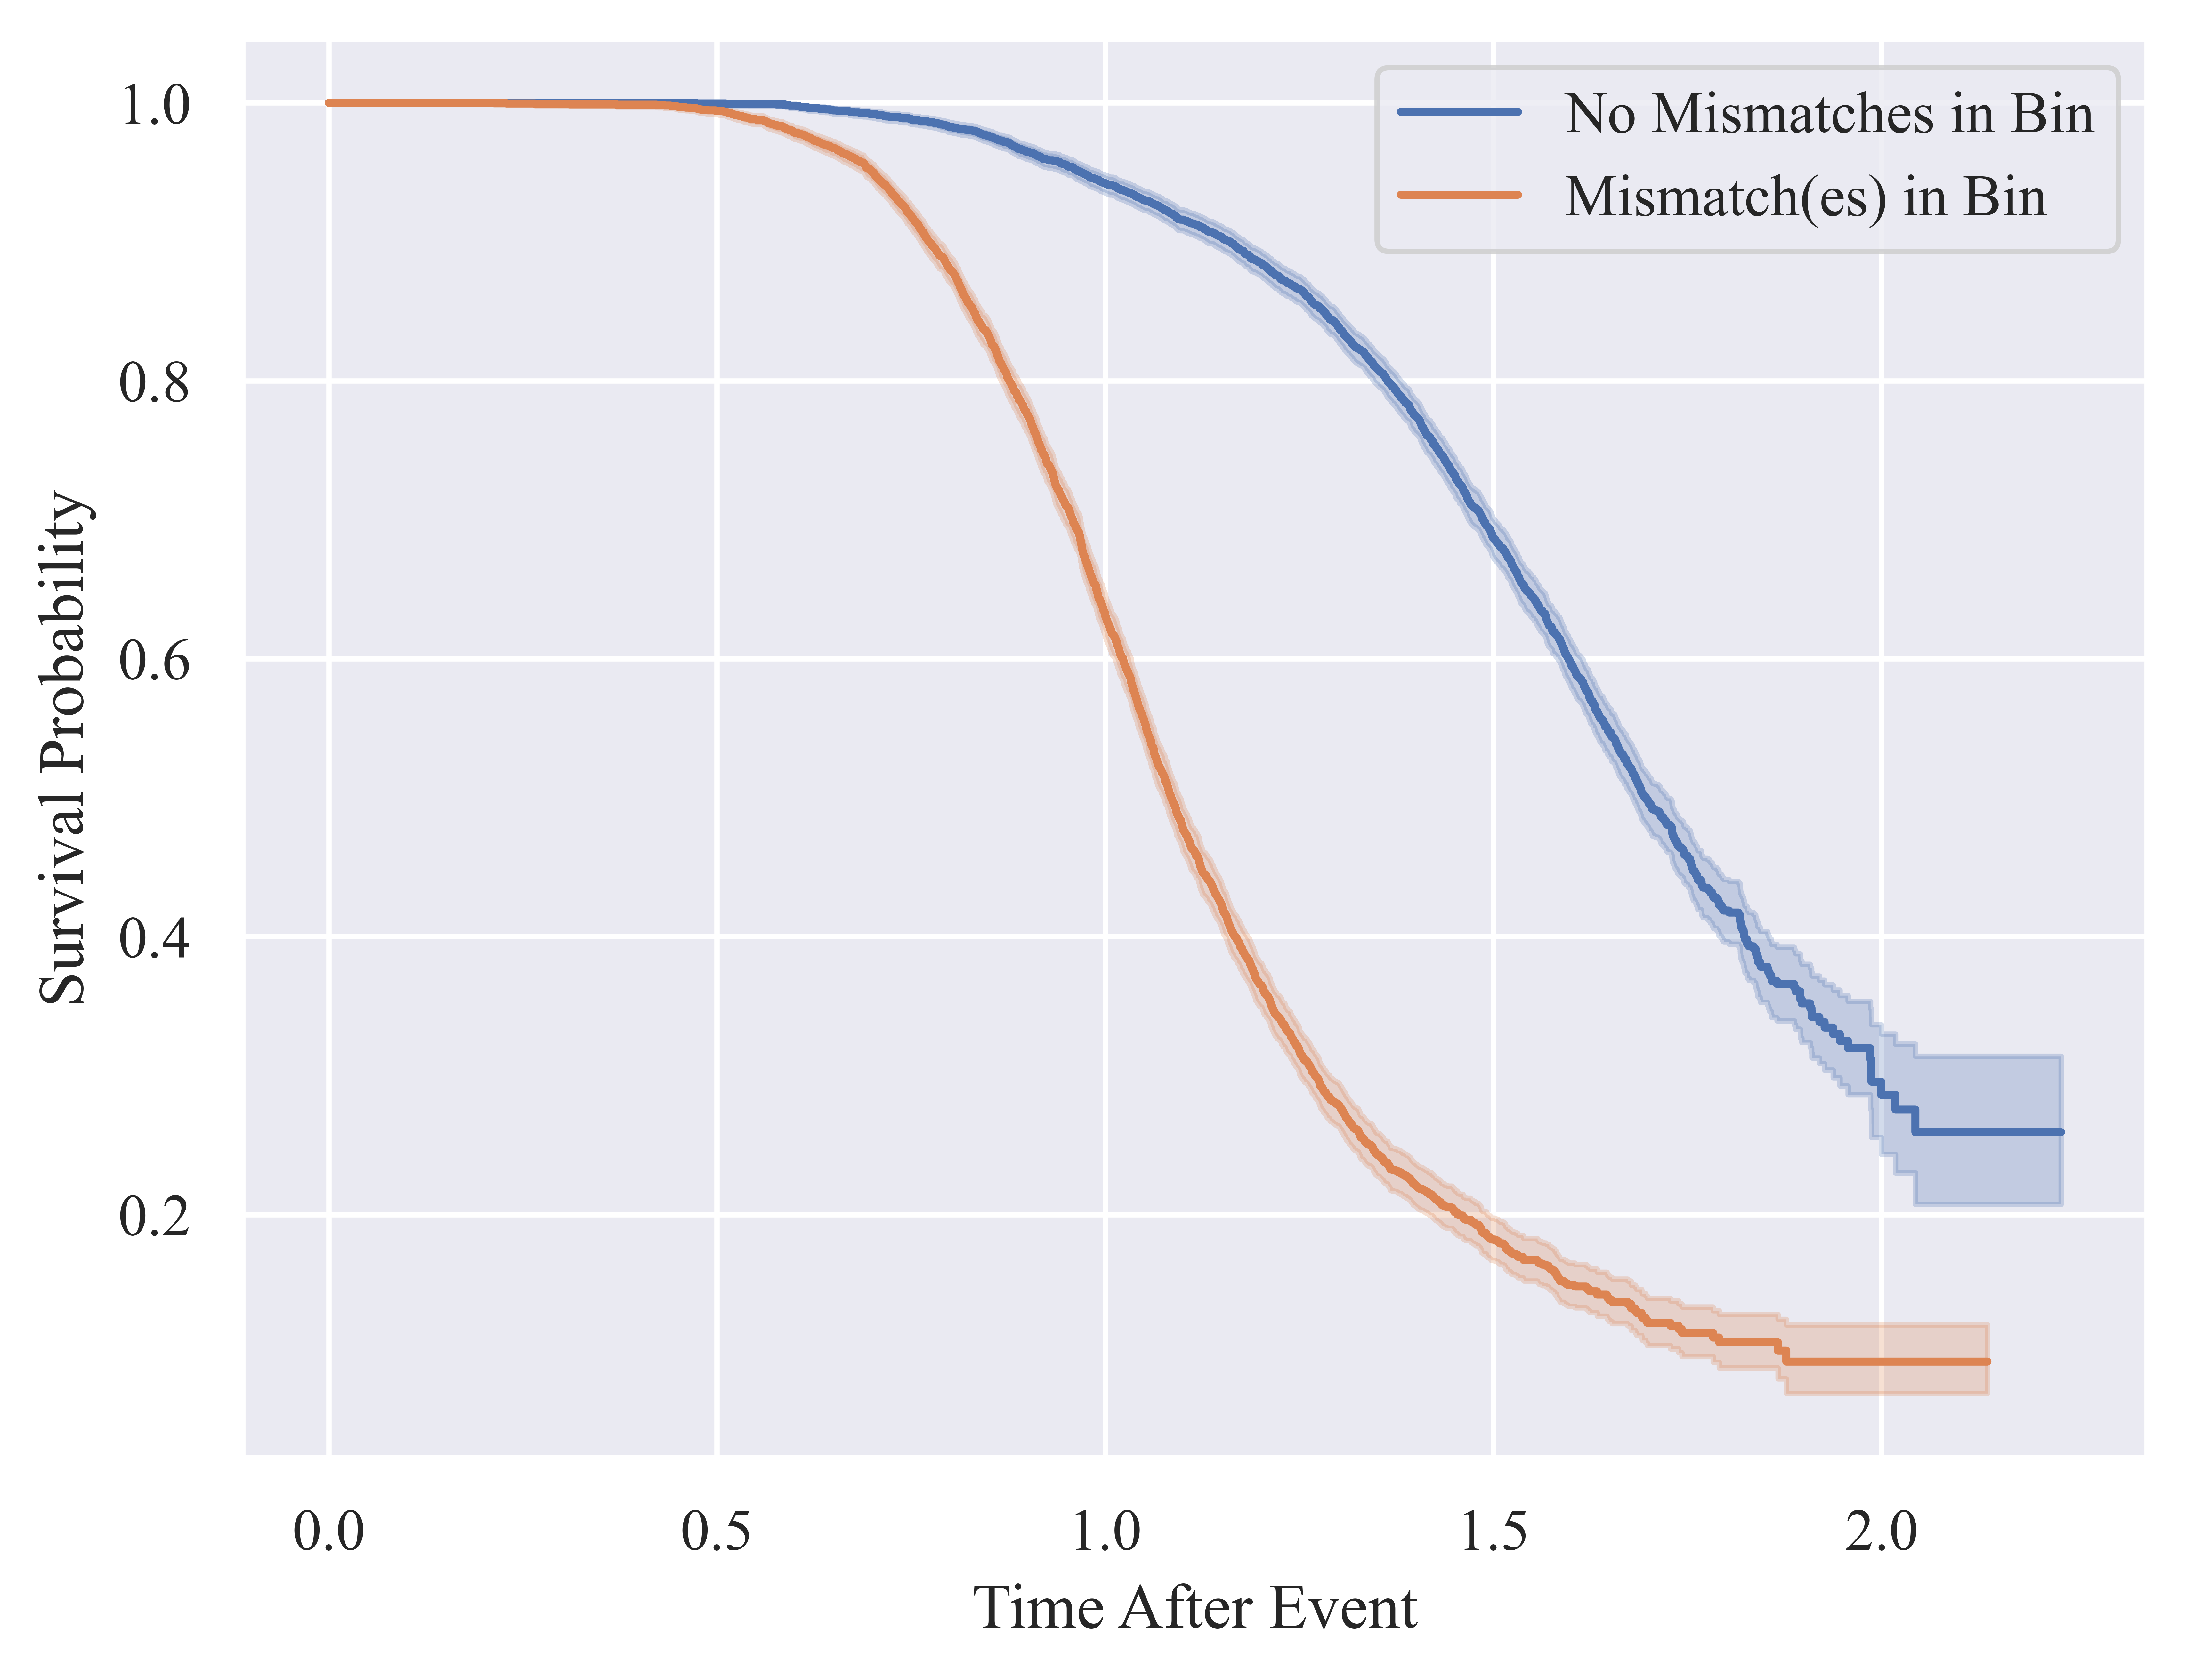 No Mismatches in Bin
Mismatch(es) in Bin
Survival Probability
1.0
0.8
0.6
0.4
0.2
0.0 0.5 1.0 1.5 2.0
Time After Event